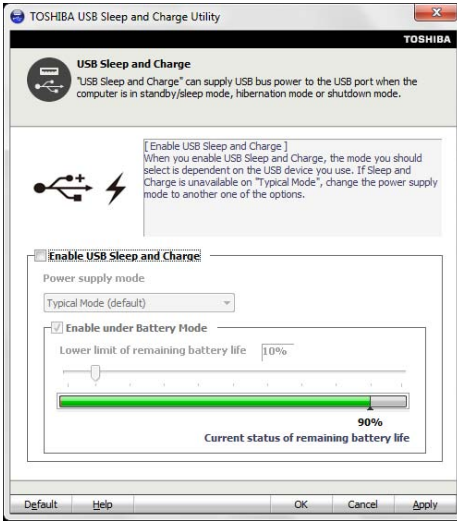 TOSHIBA USB Sleep and Charge Utility
TOSHIBA
USB Sleep and Charge
"USB Sleep and Charge" can supply USB bus power to the USB port when the
computer is in standby/sleep mode, hibernation mode or shutdown mode.
[ Enable USB Sleep and Charge ]
When you enable USB Sleep and Charge, the mode you should
select is dependent on the USB device you use. If Sleep and
Charge is unavailable on "Typical Mode", change the power supply
mode to another one of the options.
Enable USB Sleep and Charge
Power supply mode
Typical Mode (default)
Enable under Battery Mode
Lower limit of remaining battery life 10%
90%
Current status of remaining battery life
Default Help OK Cancel Apply